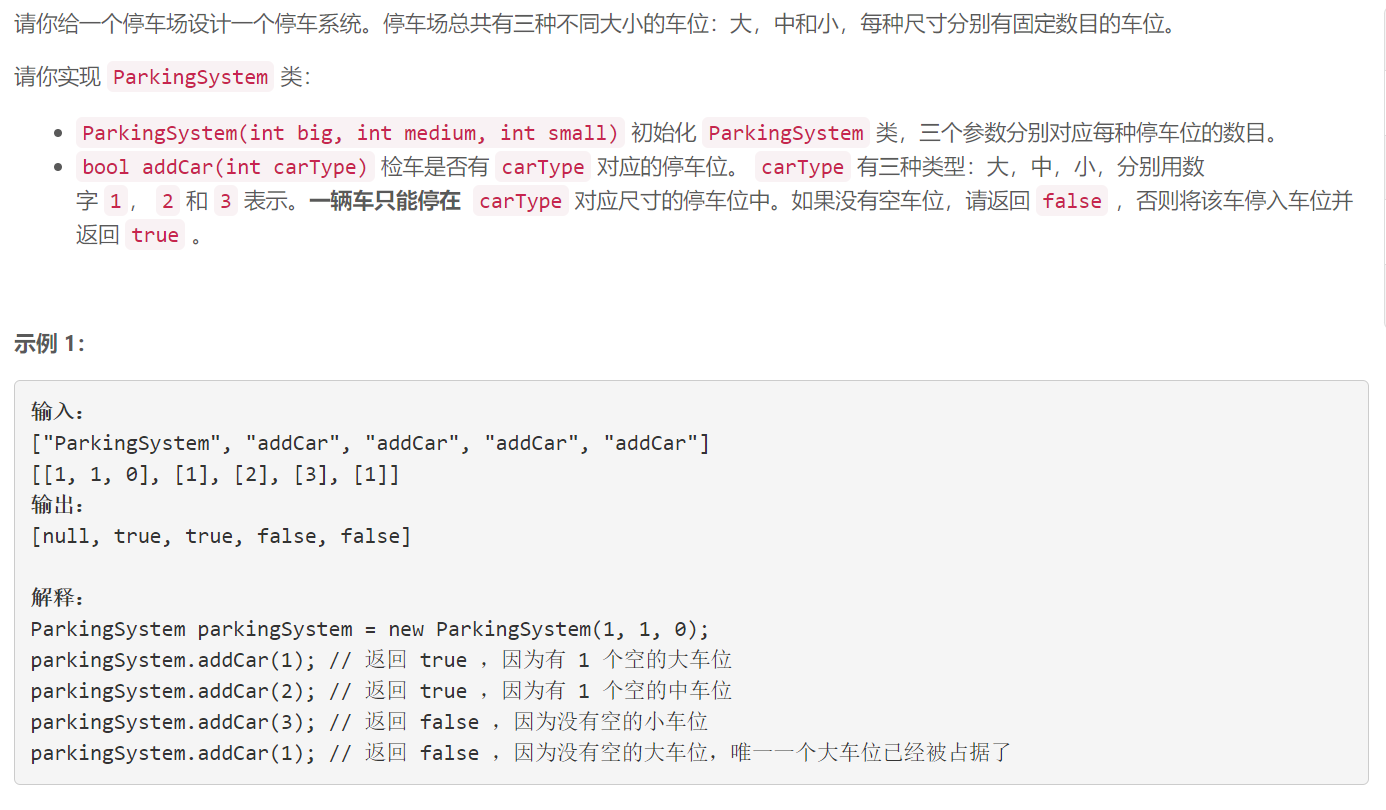 请你给一个停车场设计一个停车系统。停车场总共有三种不同大小的车位：大，中和小，每种尺寸分别有固定数目的车位。
请你实现 ParkingSystem 类：
• ParkingSystem(int big, int medium, int small) 初始化 ParkingSystem 类，三个参数分别对应每种停车位的数目。
• bool addCar(int carType) 检车是否有 carType 对应的停车位。 carType 有三种类型：大，中，小，分别用数
字 1， 2 和 3 表示。一辆车只能停在 carType 对应尺寸的停车位中。如果没有空车位，请返回 false ，否则将该车停入车位并
返回 true 。
示例 1：
输入：
["ParkingSystem", "addCar", "addCar", "addCar", "addCar"]
[[1, 1, 0], [1], [2], [3], [1]]
输出：
[null, true, true, false, false]
解释：
ParkingSystem parkingSystem = new ParkingSystem(1, 1, 0);
parkingSystem.addCar(1); // 返回 true ，因为有 1 个空的大车位
parkingSystem.addCar(2); // 返回 true ，因为有 1 个空的中车位
parkingSystem.addCar(3); // 返回 false ，因为没有空的小车位
parkingSystem.addCar(1); // 返回 false ，因为没有空的大车位，唯一一个大车位已经被占据了